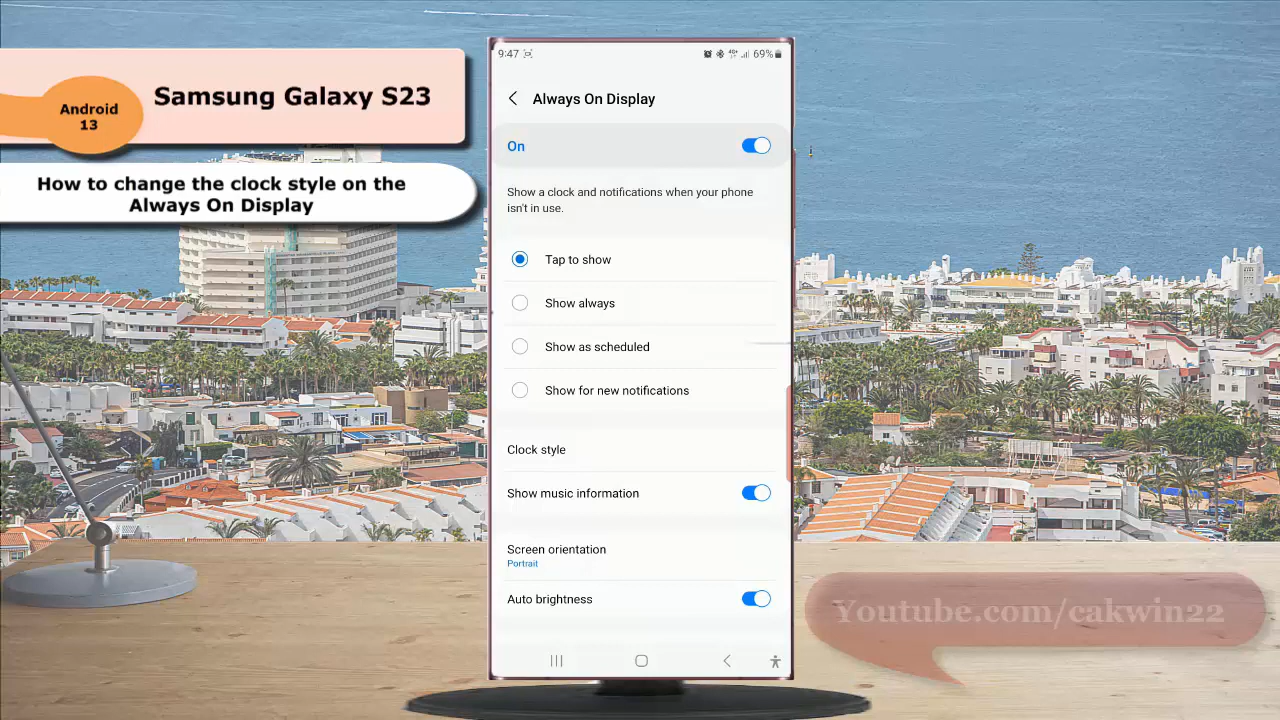 Samsung Galaxy S23
Android
13
How to change the clock style on the
Always On Display
9:47
69%
Always On Display
On
Show a clock and notifications when your phone
isn't in use.
Tap to show
Show always
Show as scheduled
Show for new notifications
Clock style
Show music information
Screen orientation
Portrait
Auto brightness
Youtube.com/cakwin22